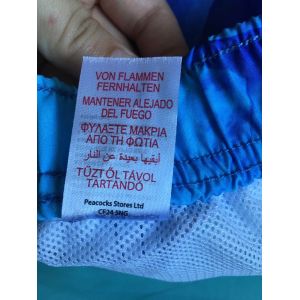 VON FLAMMEN
FERNHALTEN
MANTENER ALEJADO
DEL FUEGO
ΦΥΛΑΞΤΕ ΜΑΚΡΙΑ
ΑΠΟ ΤΗ ΦΩΤΙΑ
أبقيها بعيدة عن النار
TŰZTŐL TÁVOL
TARTANDÓ
Peacocks Stores Ltd
CF24 5NG